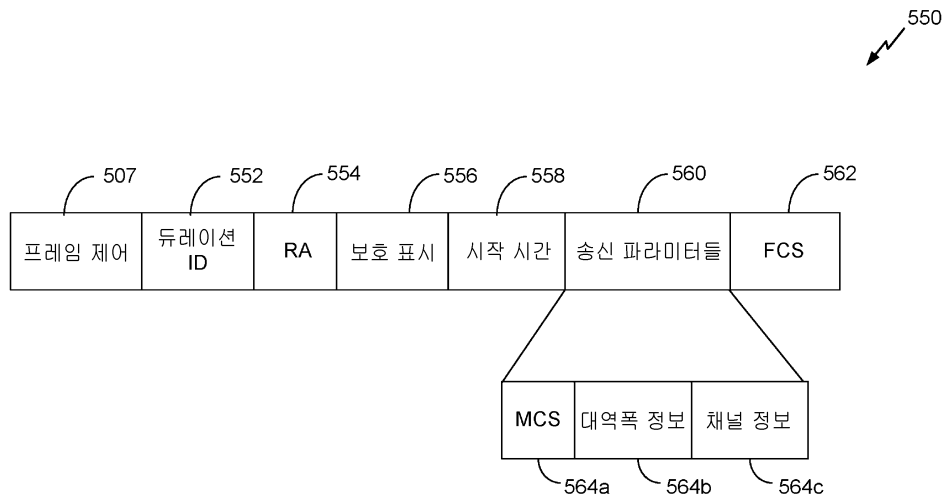 550
507
552
554
556
558
560
562
프레임 제어
듀레이션
ID
RA
보호 표시
시작 시간
송신 파라미터들
FCS
MCS
대역폭 정보
채널 정보
564a
564b
564c